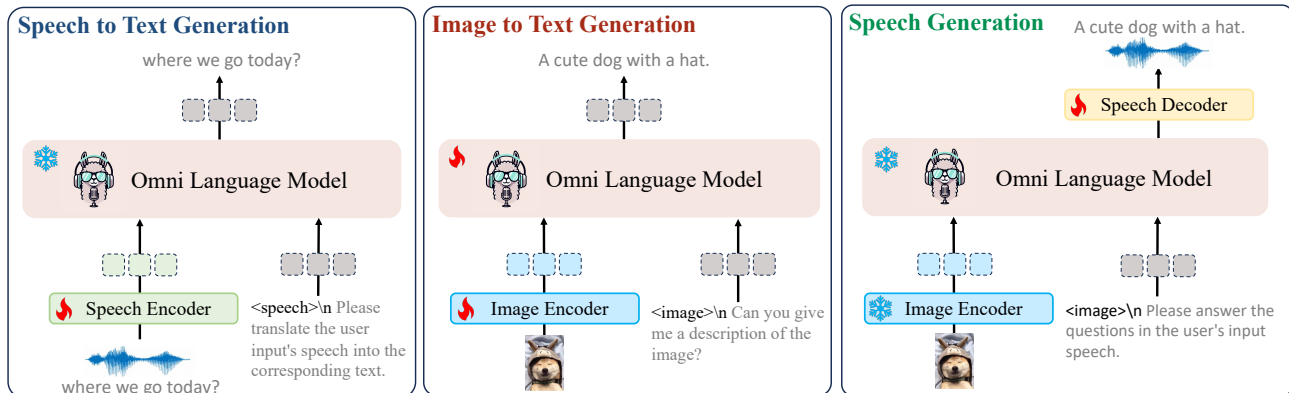 Speech to Text Generation
where we go today?
Omni Language Model
Speech Encoder
<speech>\n Please
translate the user
input's speech into the
corresponding text.
where we go today?
Image to Text Generation
A cute dog with a hat.
Omni Language Model
Image Encoder
<image>\n Can you give
me a description of the
image?
Speech Generation
A cute dog with a hat.
Speech Decoder
Omni Language Model
Image Encoder
<image>\n Please answer the
questions in the user's input
speech.